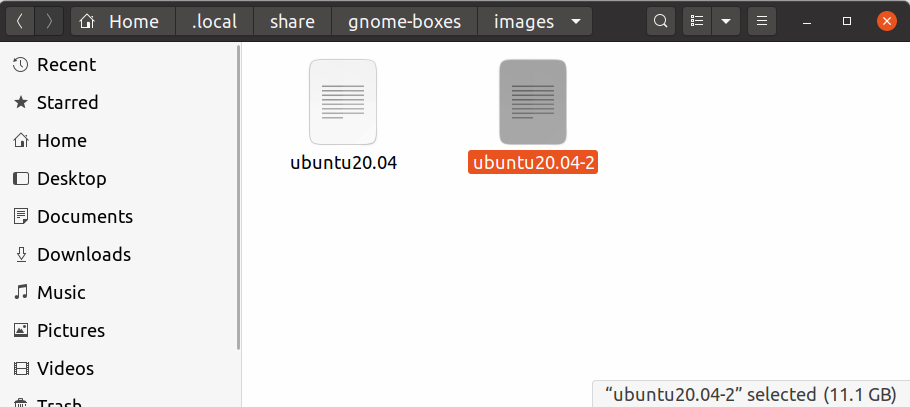 Home .local share gnome-boxes images
Recent
Starred
Home
Desktop
Documents
Downloads
Music
Pictures
Videos
Trash
ubuntu20.04 ubuntu20.04-2
“ubuntu20.04-2” selected (11.1 GB)